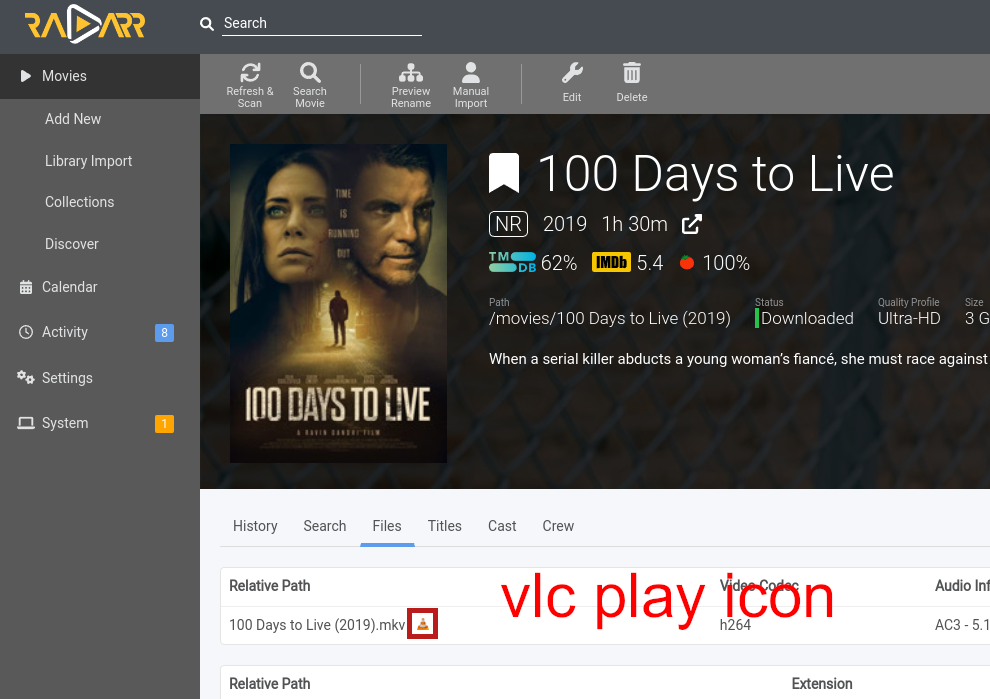 RADARR
Search
Movies
Refresh & Scan
Search Movie
Preview Rename
Manual Import
Edit
Delete
Add New
Library Import
Collections
Discover
Calendar
Activity 8
Settings
System 1
TIME
IS
RUNNING
OUT
100 DAYS TO LIVE
A RAVIN GANDHI FILM
100 Days to Live
NR 2019 1h 30m
TMDB 62% IMDb 5.4 100%
Path Status Quality Profile Size
/movies/100 Days to Live (2019) Downloaded Ultra-HD 3 G
When a serial killer abducts a young woman’s fiancé, she must race against
History Search Files Titles Cast Crew
Relative Path Video Codec Audio Inf
vlc play icon
100 Days to Live (2019).mkv h264 AC3 - 5.1
Relative Path Extension